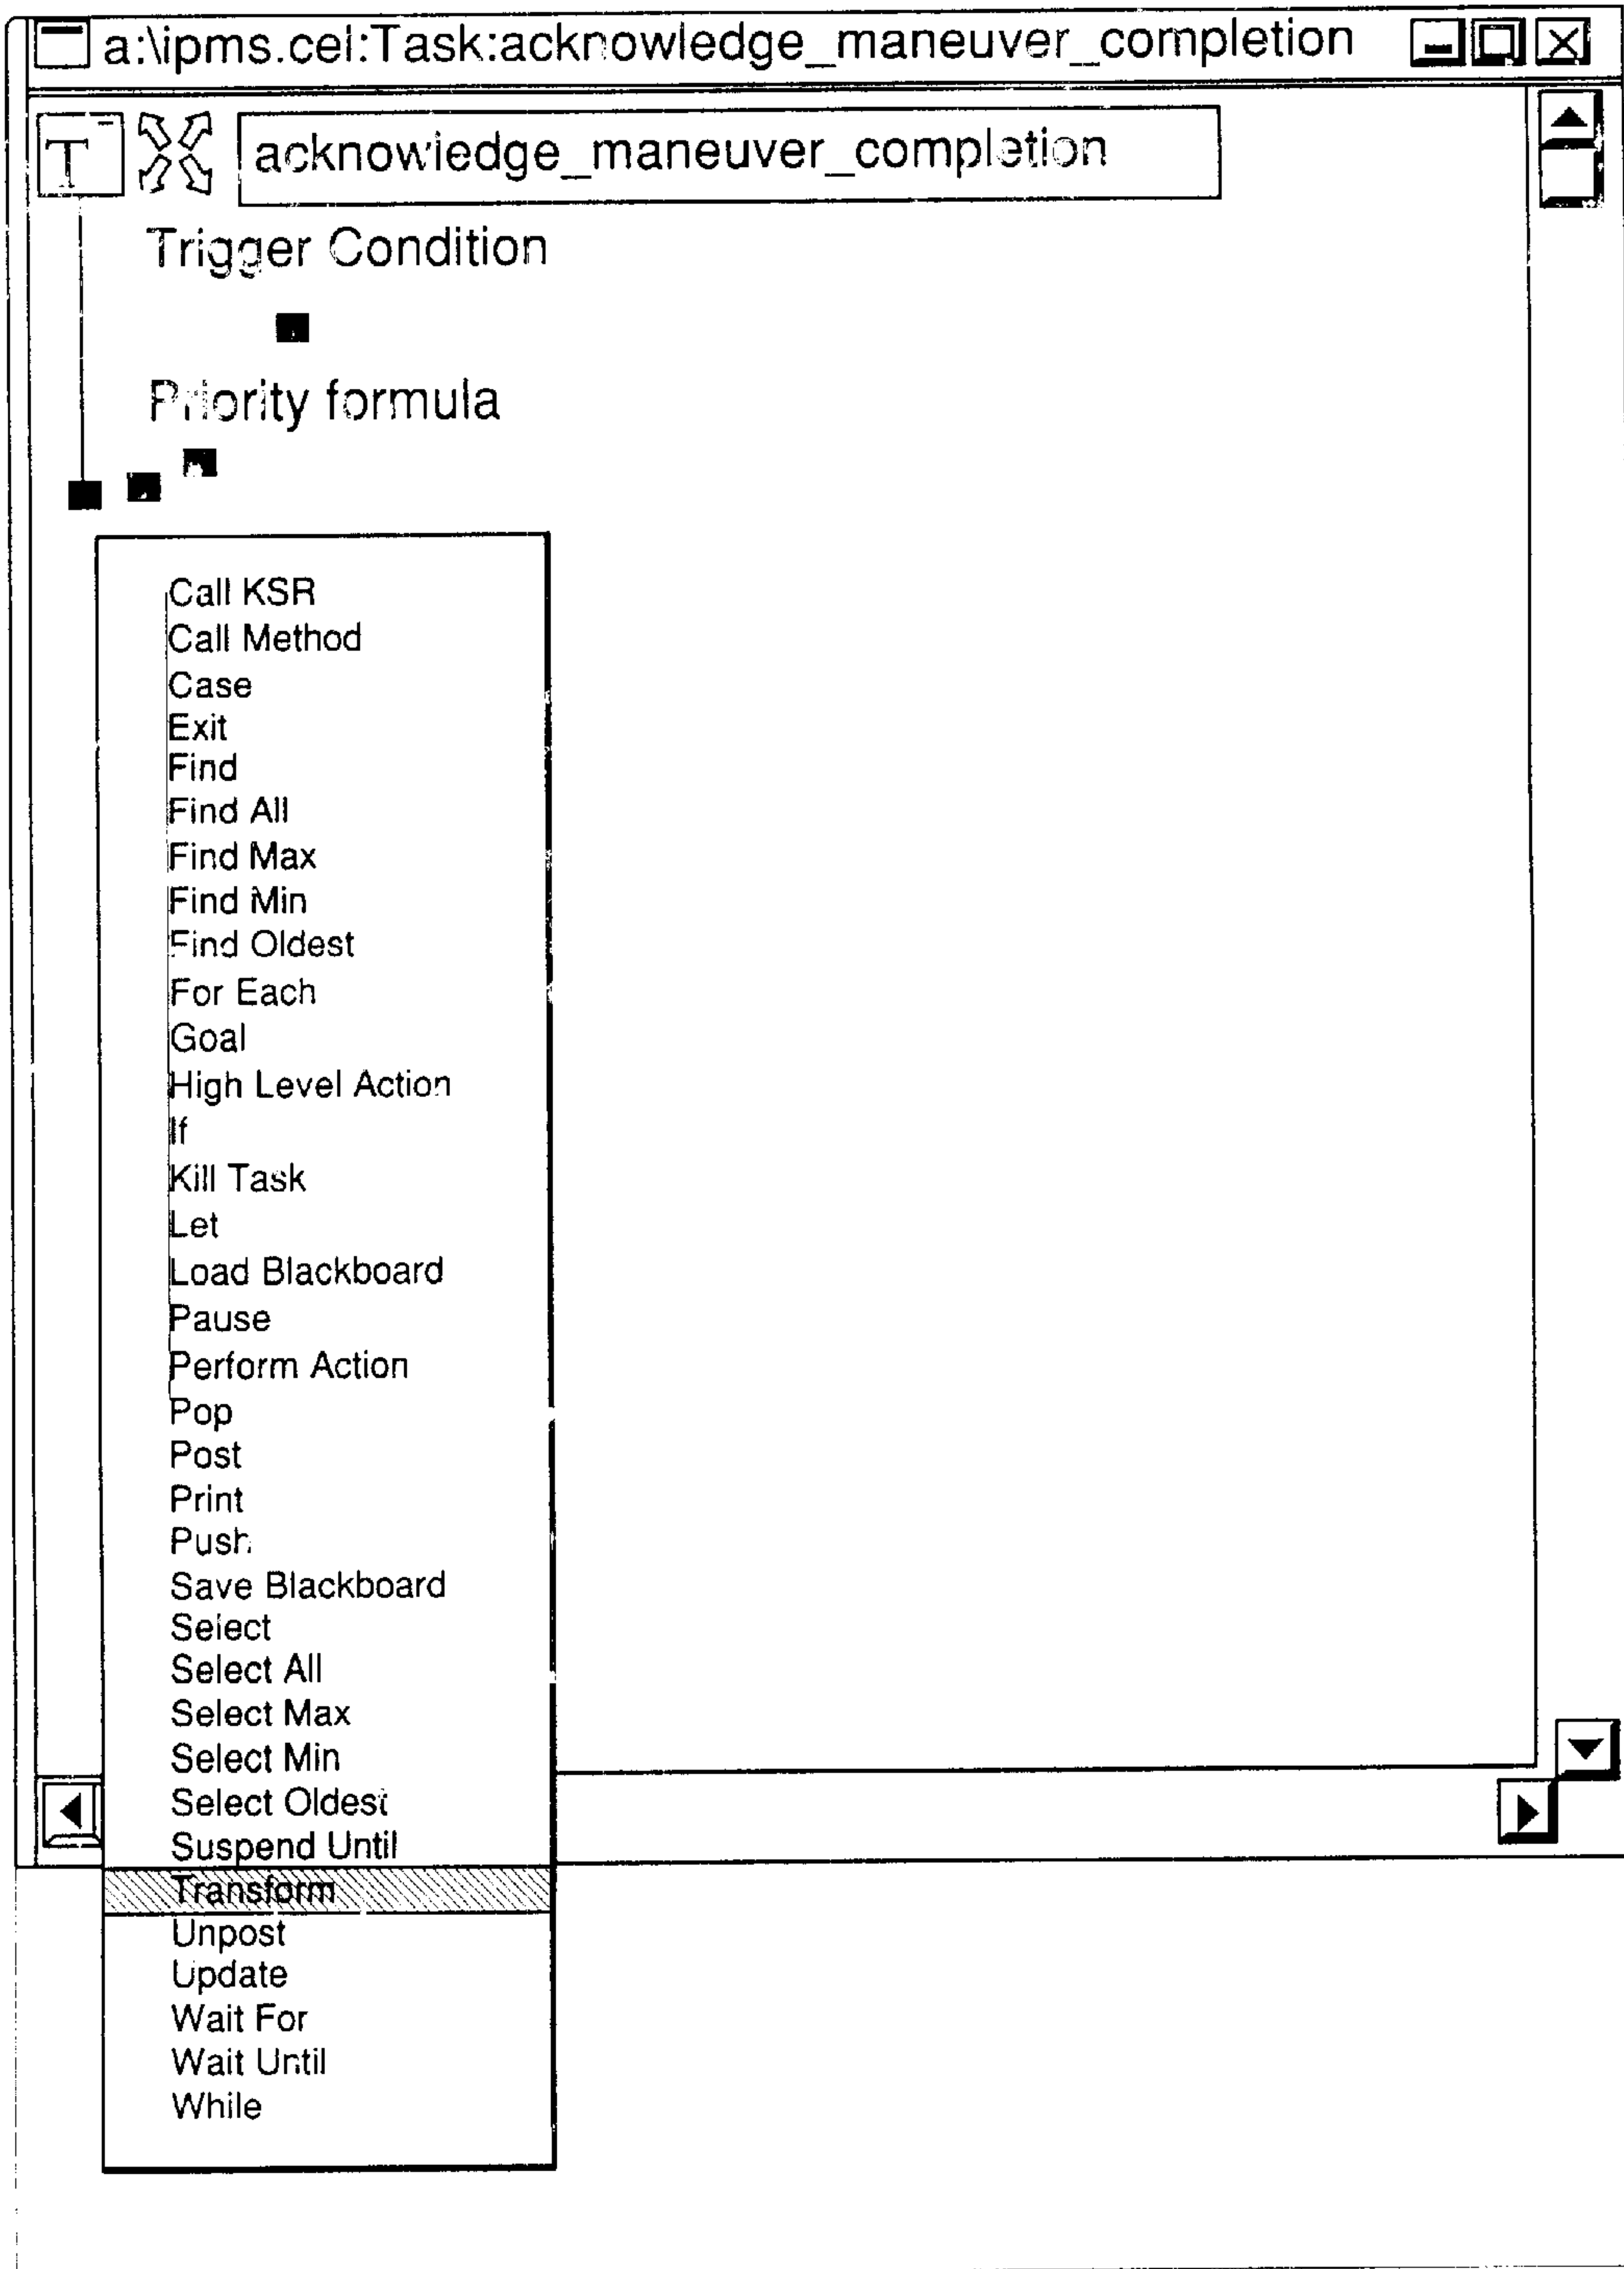 a:\ipms.cel:Task:acknowledge_maneuver_completion
T
acknowledge_maneuver_completion
Trigger Condition
Priority formula
Call KSR
Call Method
Case
Exit
Find
Find All
Find Max
Find Min
Find Oldest
For Each
Goal
High Level Action
If
Kill Task
Let
Load Blackboard
Pause
Perform Action
Pop
Post
Print
Push
Save Blackboard
Select
Select All
Select Max
Select Min
Select Oldest
Suspend Until
Transform
Unpost
Update
Wait For
Wait Until
While